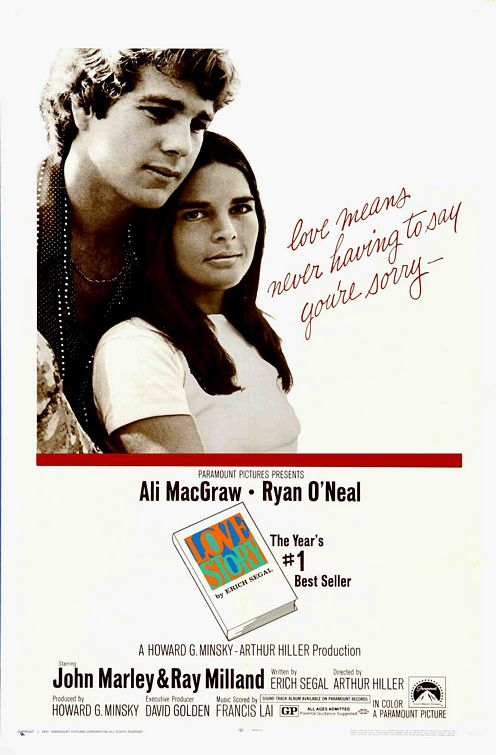 love means
never having to say
you're sorry—
PARAMOUNT PICTURES PRESENTS
Ali MacGraw • Ryan O'Neal
LOVE
STORY
by ERICH SEGAL
The Year's
#1
Best Seller
A HOWARD G. MINSKY - ARTHUR HILLER Production
Starring
John Marley & Ray Milland
Written by
ERICH SEGAL
Directed by
ARTHUR HILLER
Produced by
HOWARD G. MINSKY
Executive Producer
DAVID GOLDEN
Music Scored by
FRANCIS LAI
SOUND TRACK ALBUM AVAILABLE ON PARAMOUNT RECORDS
GP ALL AGES ADMITTED
Parental Guidance Suggested
IN COLOR
A PARAMOUNT PICTURE
Paramount